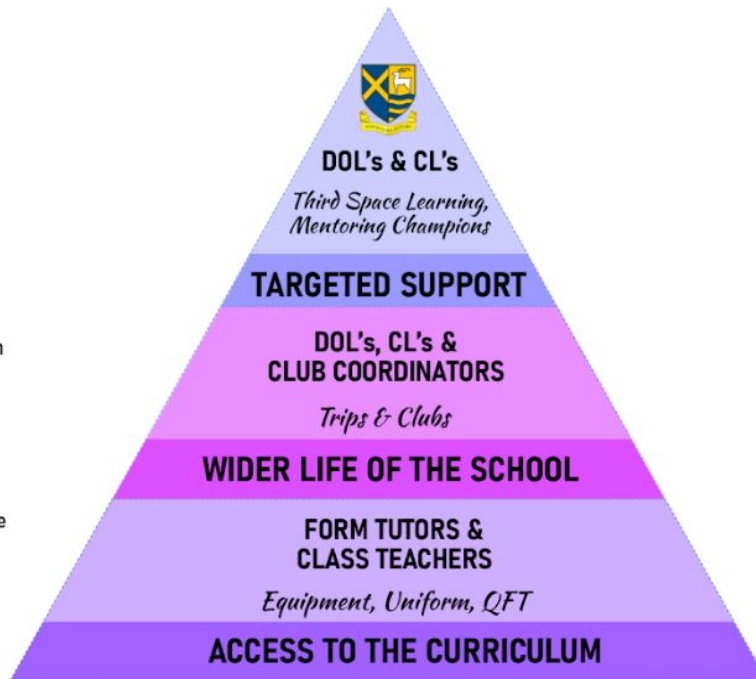 DOL's & CL's
Third Space Learning,
Mentoring Champions
TARGETED SUPPORT
DOL's, CL's &
CLUB COORDINATORS
Trips & Clubs
WIDER LIFE OF THE SCHOOL
FORM TUTORS &
CLASS TEACHERS
Equipment, Uniform, QFT
ACCESS TO THE CURRICULUM